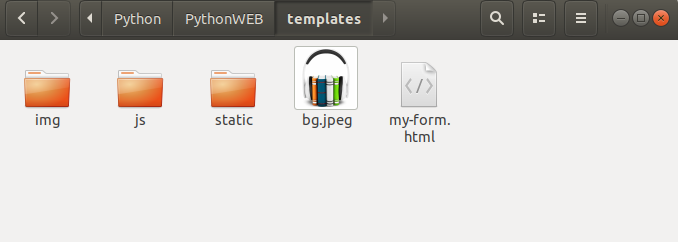 Python PythonWEB templates
img js static bg.jpeg my-form.
html